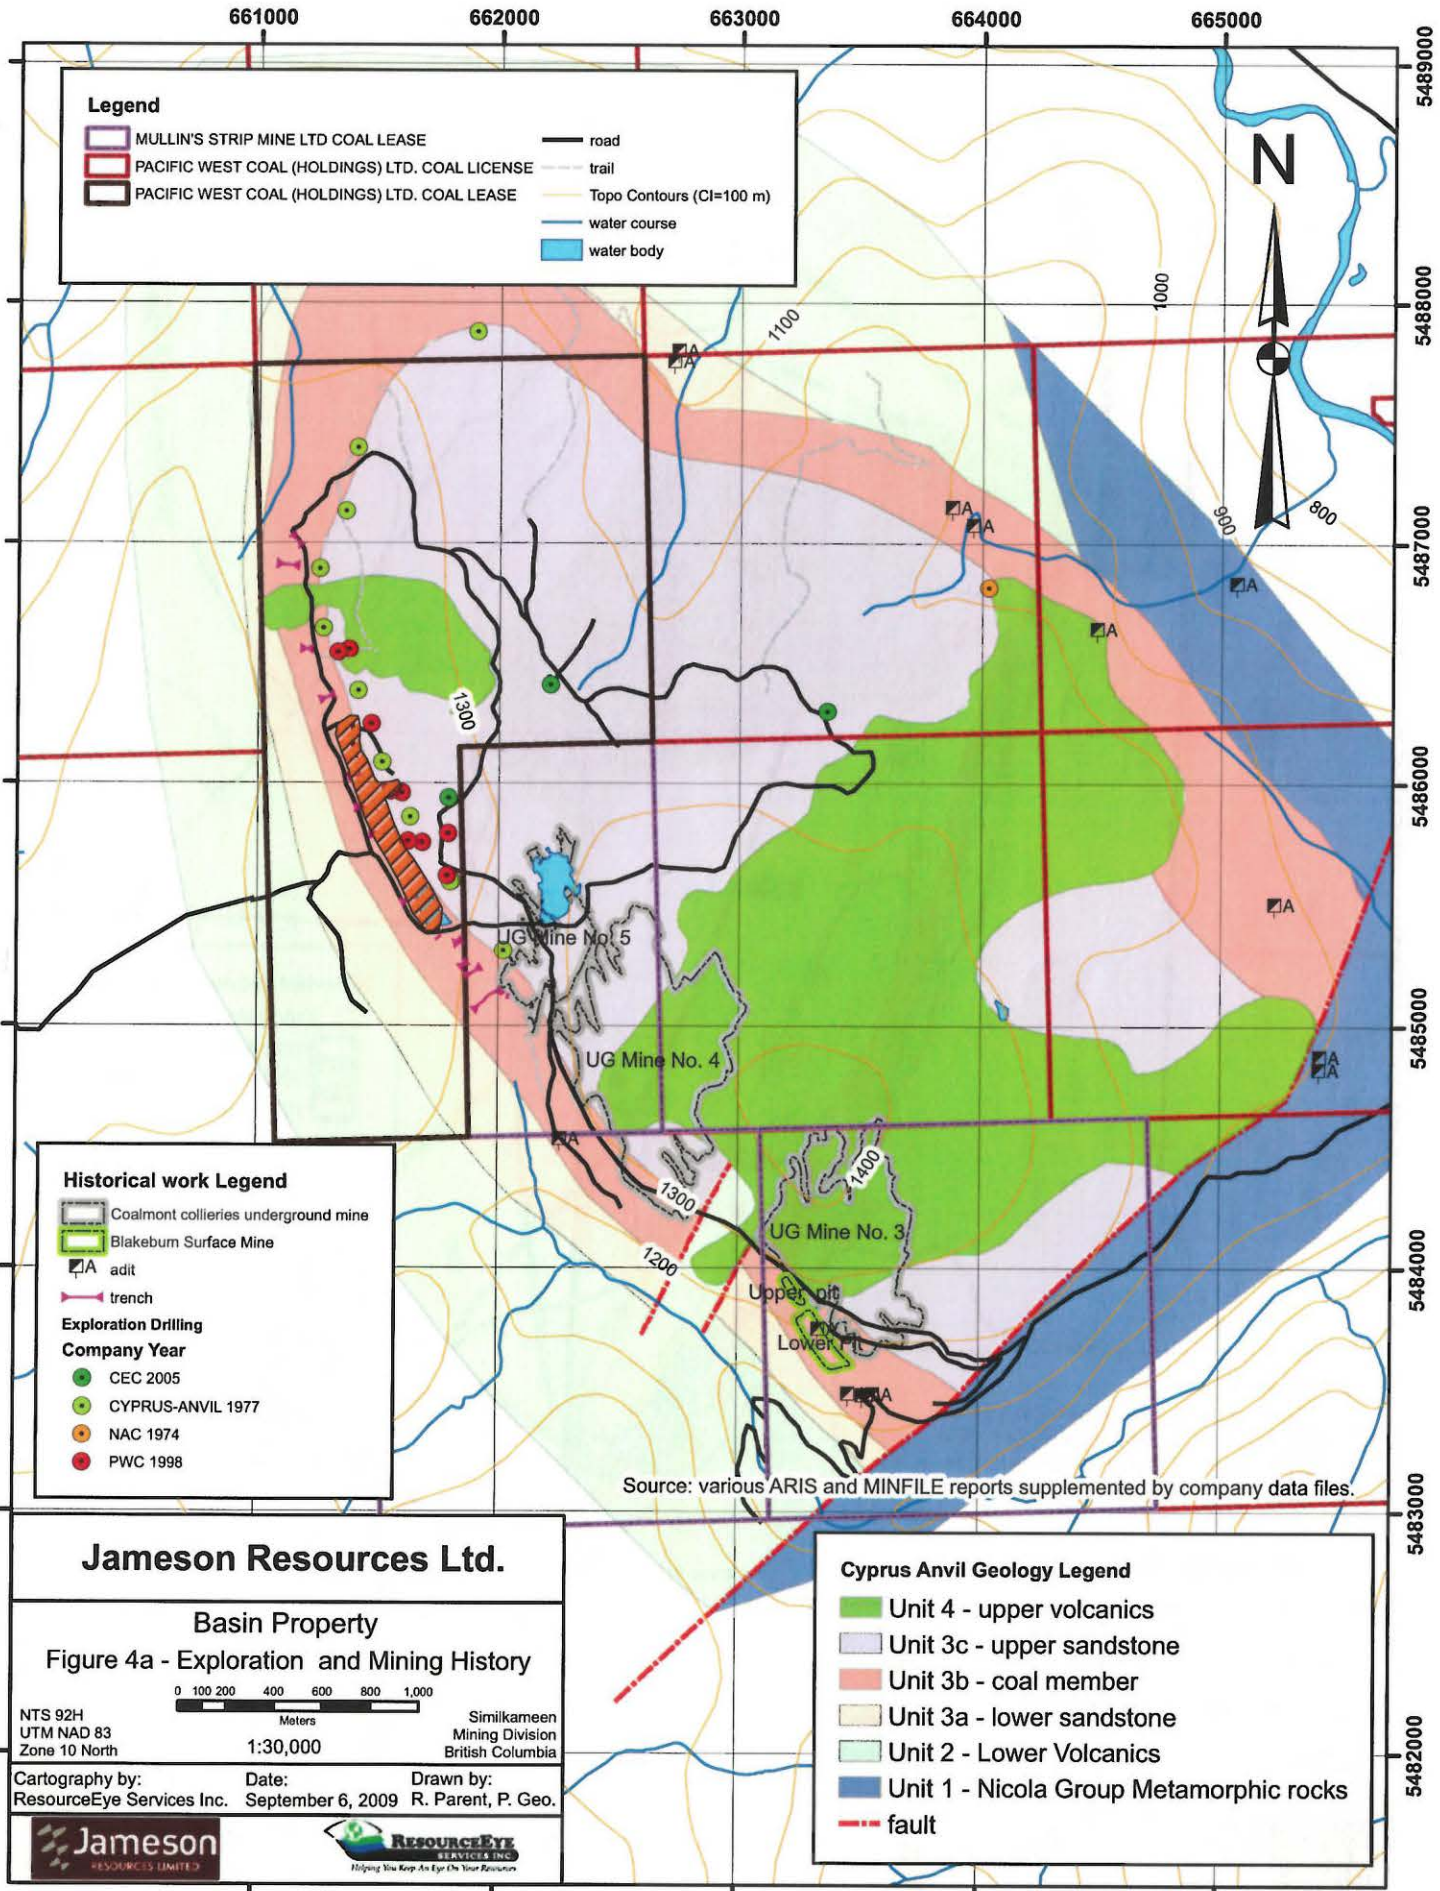 661000 662000 663000 664000 665000
5489000
5488000
5487000
5486000
5485000
5484000
5483000
5482000
Legend
MULLIN'S STRIP MINE LTD COAL LEASE
PACIFIC WEST COAL (HOLDINGS) LTD. COAL LICENSE
PACIFIC WEST COAL (HOLDINGS) LTD. COAL LEASE
road
trail
Topo Contours (CI=100 m)
water course
water body
N
1100
1000
900
800
A
A
A
A
A
A
1300
A
UG Mine No. 5
UG Mine No. 4
A
A
A
1300
1400
UG Mine No. 3
1200
Upper pit
Lower Pit
A
Historical work Legend
Coalmont collieries underground mine
Blakeburn Surface Mine
A adit
trench
Exploration Drilling
Company Year
CEC 2005
CYPRUS-ANVIL 1977
NAC 1974
PWC 1998
Source: various ARIS and MINFILE reports supplemented by company data files.
Jameson Resources Ltd.
Basin Property
Figure 4a - Exploration and Mining History
0 100 200 400 600 800 1,000
Meters
NTS 92H
UTM NAD 83
Zone 10 North
1:30,000
Similkameen
Mining Division
British Columbia
Cartography by:
ResourceEye Services Inc.
Date:
September 6, 2009
Drawn by:
R. Parent, P. Geo.
Jameson
RESOURCES LIMITED
RESOURCEEYE
SERVICES INC.
Helping You Keep An Eye On Your Resources
Cyprus Anvil Geology Legend
Unit 4 - upper volcanics
Unit 3c - upper sandstone
Unit 3b - coal member
Unit 3a - lower sandstone
Unit 2 - Lower Volcanics
Unit 1 - Nicola Group Metamorphic rocks
fault